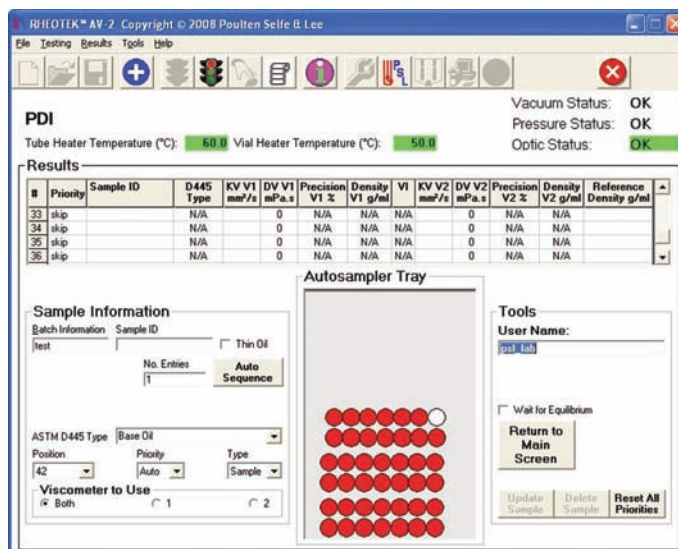 RHEOTEK™ AV-2 Copyright © 2008 Poulten Selfe & Lee
File Testing Results Tools Help
PSL
PDI
Vacuum Status: OK
Pressure Status: OK
Tube Heater Temperature (°C): 60.0 Vial Heater Temperature (°C): 50.0 Optic Status: OK
Results
# Priority Sample ID D445 Type KV V1 mm²/s DV V1 mPa.s Precision V1 % Density V1 g/ml VI KV V2 mm²/s DV V2 mPa.s Precision V2 % Density V2 g/ml Reference Density g/ml
33 skip N/A 0 N/A N/A N/A 0 N/A N/A
34 skip N/A 0 N/A N/A N/A 0 N/A N/A
35 skip N/A 0 N/A N/A N/A 0 N/A N/A
36 skip N/A 0 N/A N/A N/A 0 N/A N/A
Autosampler Tray
Sample Information
Batch Information Sample ID
test Thin Oil
No. Entries
1
Auto Sequence
ASTM D445 Type Base Oil
Position Priority Type
42 Auto Sample
Viscometer to Use
Both 1 2
Tools
User Name:
psl_lab
Wait for Equilibrium
Return to
Main
Screen
Update Sample Delete Sample Reset All Priorities